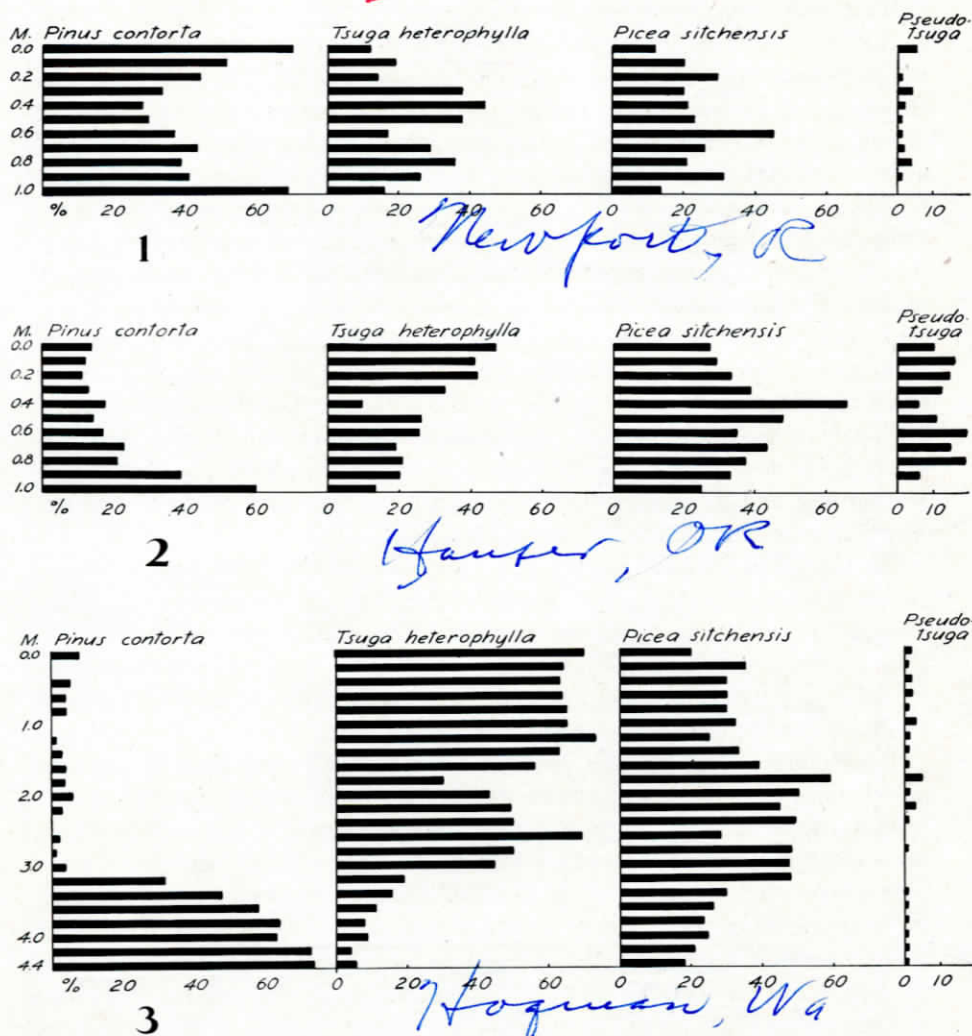 M. Pinus contorta Tsuga heterophylla Picea sitchensis Pseudo-tsuga
0.0
0.2
0.4
0.6
0.8
1.0
% 20 40 60 0 20 40 60 0 20 40 60 0 10
1 Newport, OR
M. Pinus contorta Tsuga heterophylla Picea sitchensis Pseudo-tsuga
0.0
0.2
0.4
0.6
0.8
1.0
% 20 40 60 0 20 40 60 0 20 40 60 0 10
2 Hauser, OR
M. Pinus contorta Tsuga heterophylla Picea sitchensis Pseudo-tsuga
0.0
1.0
2.0
3.0
4.0
4.4
% 20 40 60 0 20 40 60 0 20 40 60 0 10
3 Hoquiam, Wa